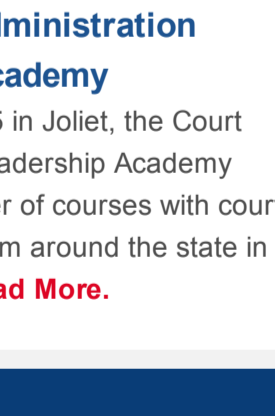 dministration
cademy
5 in Joliet, the Court
eadership Academy
er of courses with cour
m around the state in
ad More.